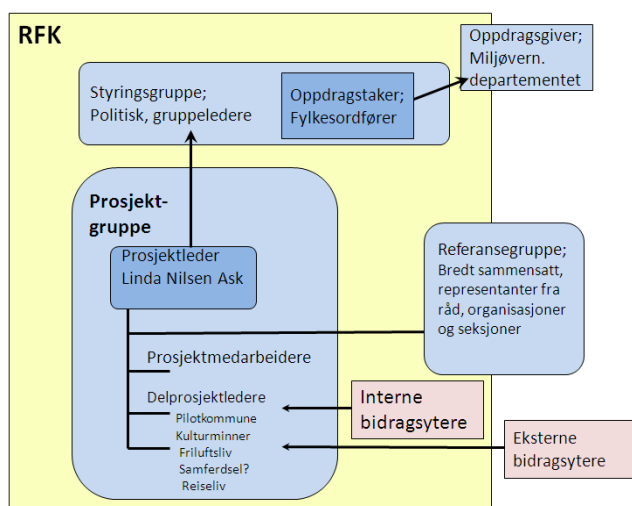 RFK
Oppdragsgiver;
Miljøvern.
departementet
Styringsgruppe;
Politisk, gruppeledere
Oppdragstaker;
Fylkesordfører
Prosjekt-
gruppe
Prosjektleder
Linda Nilsen Ask
Referansegruppe;
Bredt sammensatt,
representanter fra
råd, organisasjoner
og seksjoner
Prosjektmedarbeidere
Delprosjektledere
Pilotkommune
Kulturminner
Friluftsliv
Samferdsel?
Reiseliv
Interne
bidragsytere
Eksterne
bidragsytere